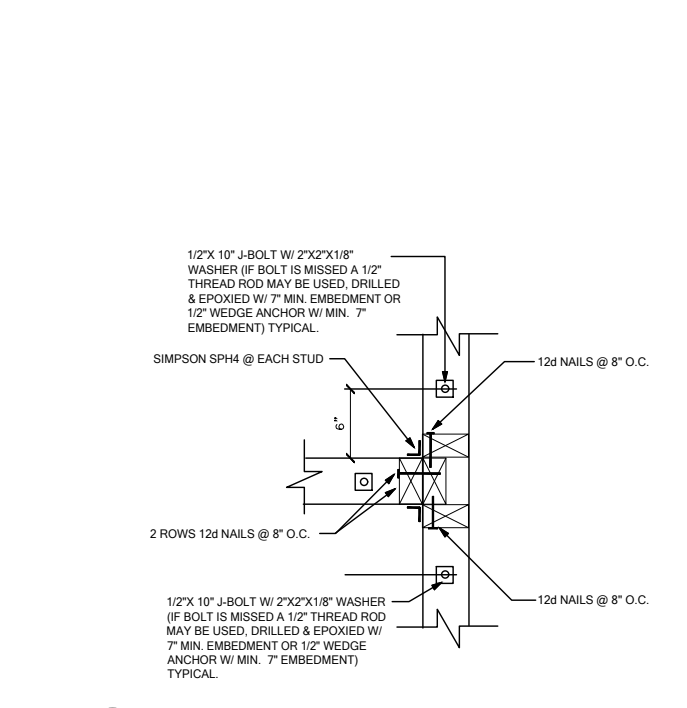 1/2"X 10" J-BOLT W/ 2"X2"X1/8"
WASHER (IF BOLT IS MISSED A 1/2"
THREAD ROD MAY BE USED, DRILLED
& EPOXIED W/ 7" MIN. EMBEDMENT OR
1/2" WEDGE ANCHOR W/ MIN. 7"
EMBEDMENT) TYPICAL.
SIMPSON SPH4 @ EACH STUD
12d NAILS @ 8" O.C.
6"
2 ROWS 12d NAILS @ 8" O.C.
1/2"X 10" J-BOLT W/ 2"X2"X1/8" WASHER
(IF BOLT IS MISSED A 1/2" THREAD ROD
MAY BE USED, DRILLED & EPOXIED W/
7" MIN. EMBEDMENT OR 1/2" WEDGE
ANCHOR W/ MIN. 7" EMBEDMENT)
TYPICAL.
12d NAILS @ 8" O.C.